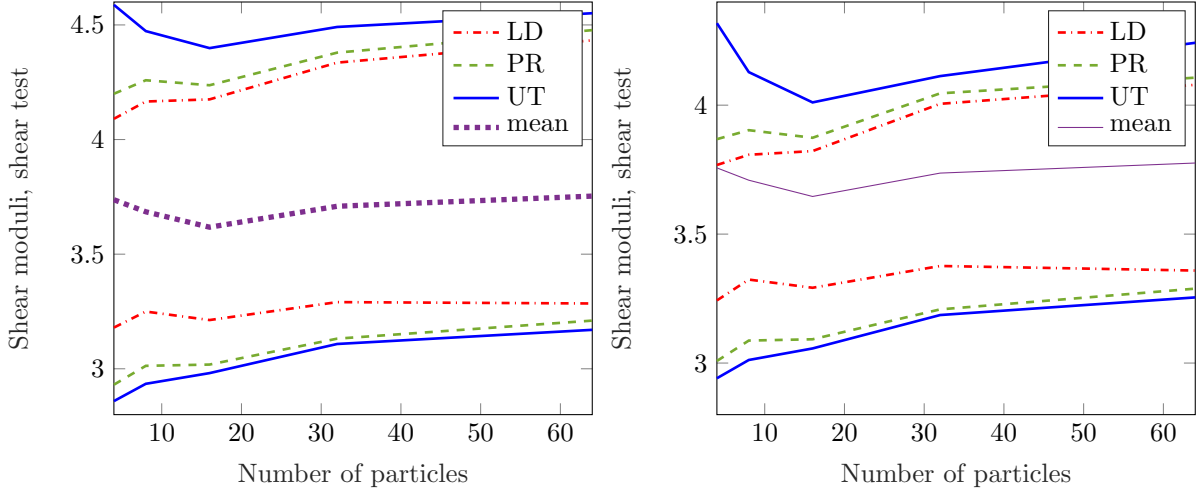 Shear moduli, shear test
4.5
4
3.5
3
10 20 30 40 50 60
Number of particles
LD
PR
UT
mean
Shear moduli, shear test
4
3.5
3
10 20 30 40 50 60
Number of particles
LD
PR
UT
mean